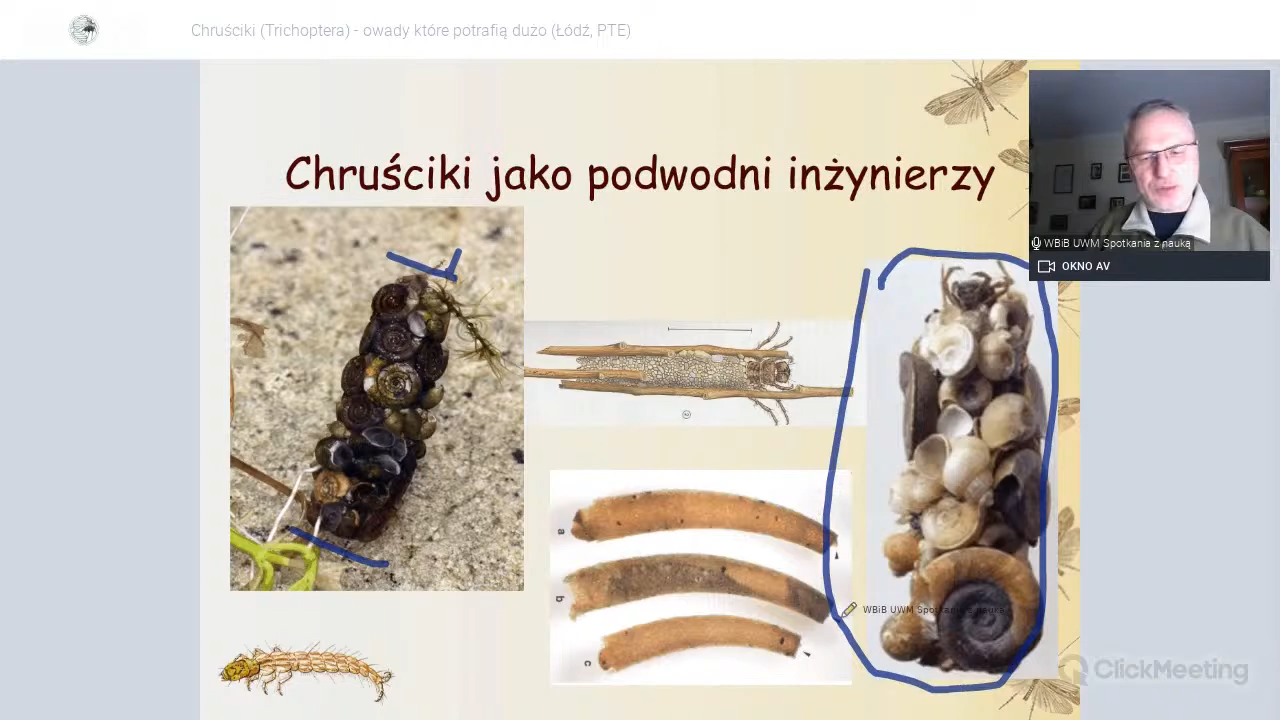 Chruściki (Trichoptera) - owady które potrafią dużo (Łódź, PTE)
Chruściki jako podwodni inżynierzy
WBiB UWM Spotkania z nauką
OKNO AV
a
b
c
WBiB UWM Spotkania z nauką
ClickMeeting